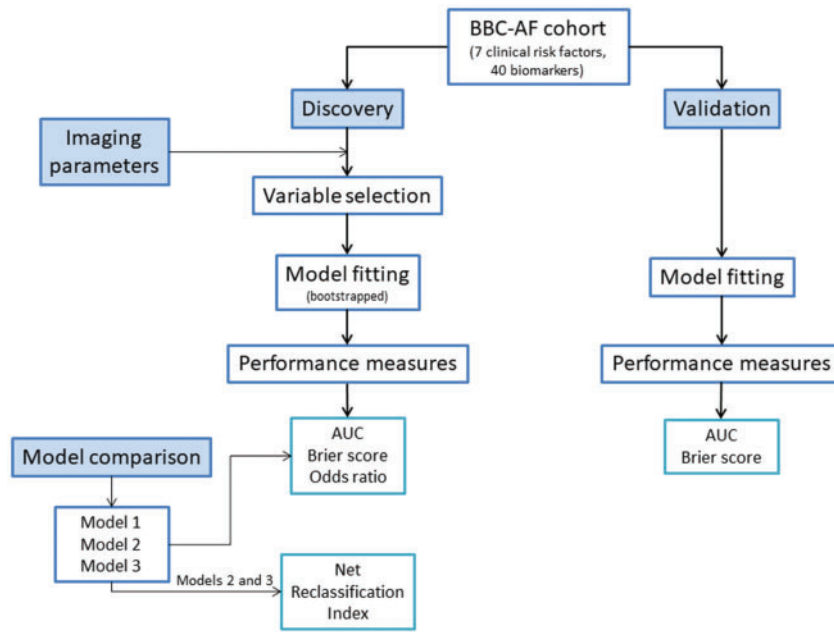 BBC-AF cohort
(7 clinical risk factors,
40 biomarkers)
Discovery
Validation
Imaging
parameters
Variable selection
Model fitting
(bootstrapped)
Model fitting
Performance measures
Performance measures
AUC
Brier score
Odds ratio
AUC
Brier score
Model comparison
Model 1
Model 2
Model 3
Models 2 and 3
Net
Reclassification
Index